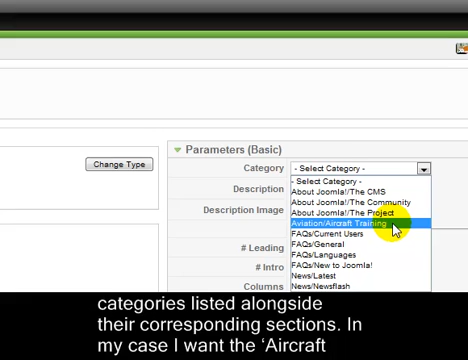 Change Type
Parameters (Basic)
Category
- Select Category -
- Select Category -
About Joomla!/The CMS
About Joomla!/The Community
About Joomla!/The Project
Aviation/Aircraft Training
FAQs/Current Users
FAQs/General
FAQs/Languages
FAQs/New to Joomla!
News/Latest
News/Newsflash
Description
Description Image
# Leading
# Intro
Columns
categories listed alongside
their corresponding sections. In
my case I want the ‘Aircraft